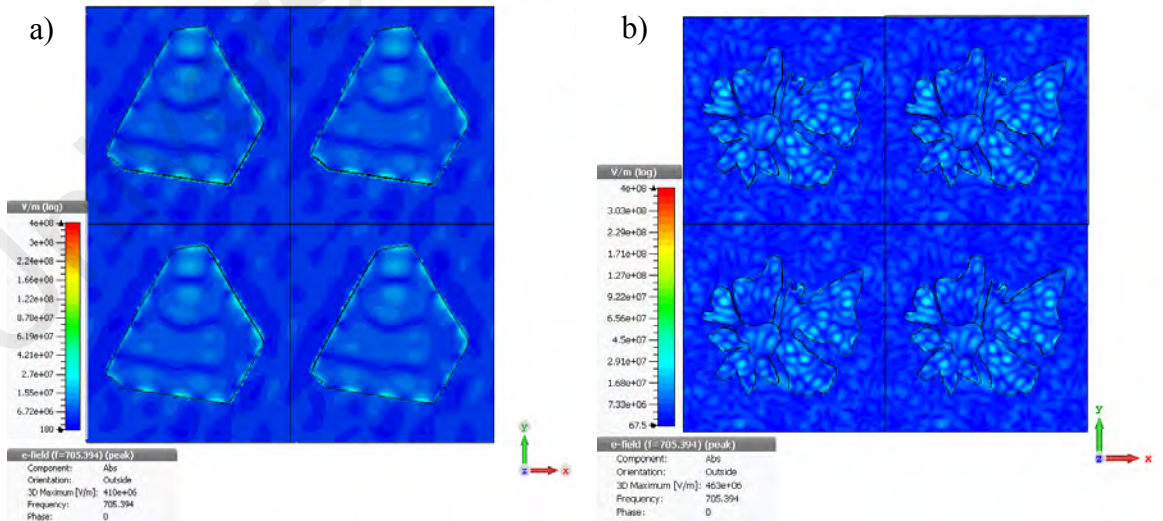 a)
V/m (log)
4e+08
3e+08
2.24e+08
1.66e+08
1.22e+08
8.9e+07
6.19e+07
4.21e+07
2.7e+07
1.55e+07
6.72e+06
180
y
z
x
e-field (f=705.394) (peak)
Component: Abs
Orientation: Outside
3D Maximum [V/m]: 410e+06
Frequency: 705.394
Phase: 0
b)
V/m (log)
4e+08
3.03e+08
2.29e+08
1.71e+08
1.27e+08
9.22e+07
6.56e+07
4.5e+07
2.91e+07
1.68e+07
7.33e+06
67.5
y
z
x
e-field (f=705.394) (peak)
Component: Abs
Orientation: Outside
3D Maximum [V/m]: 463e+06
Frequency: 705.394
Phase: 0